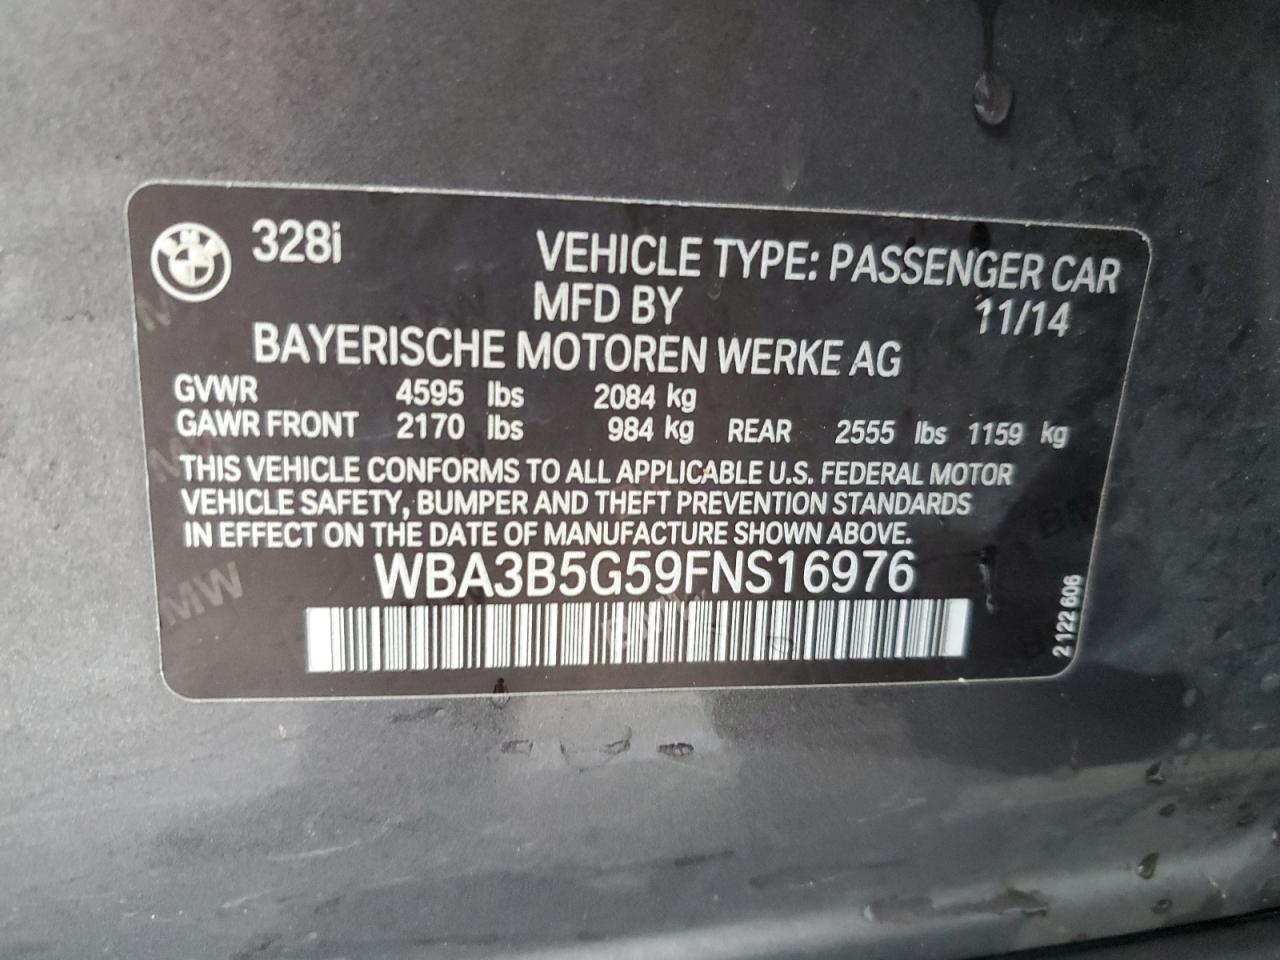 328i VEHICLE TYPE: PASSENGER CAR
MFD BY 11/14
BAYERISCHE MOTOREN WERKE AG
GVWR 4595 lbs 2084 kg
GAWR FRONT 2170 lbs 984 kg REAR 2555 lbs 1159 kg
THIS VEHICLE CONFORMS TO ALL APPLICABLE U.S. FEDERAL MOTOR
VEHICLE SAFETY, BUMPER AND THEFT PREVENTION STANDARDS
IN EFFECT ON THE DATE OF MANUFACTURE SHOWN ABOVE.
WBA3B5G59FNS16976
2122 606
BMW